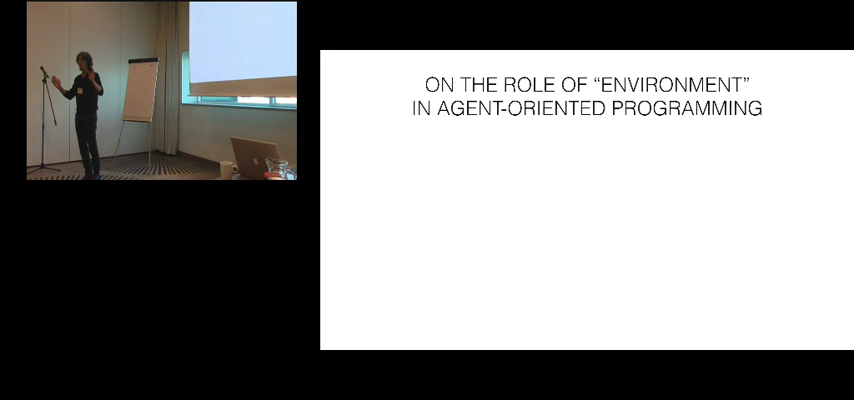 ON THE ROLE OF “ENVIRONMENT”
IN AGENT-ORIENTED PROGRAMMING